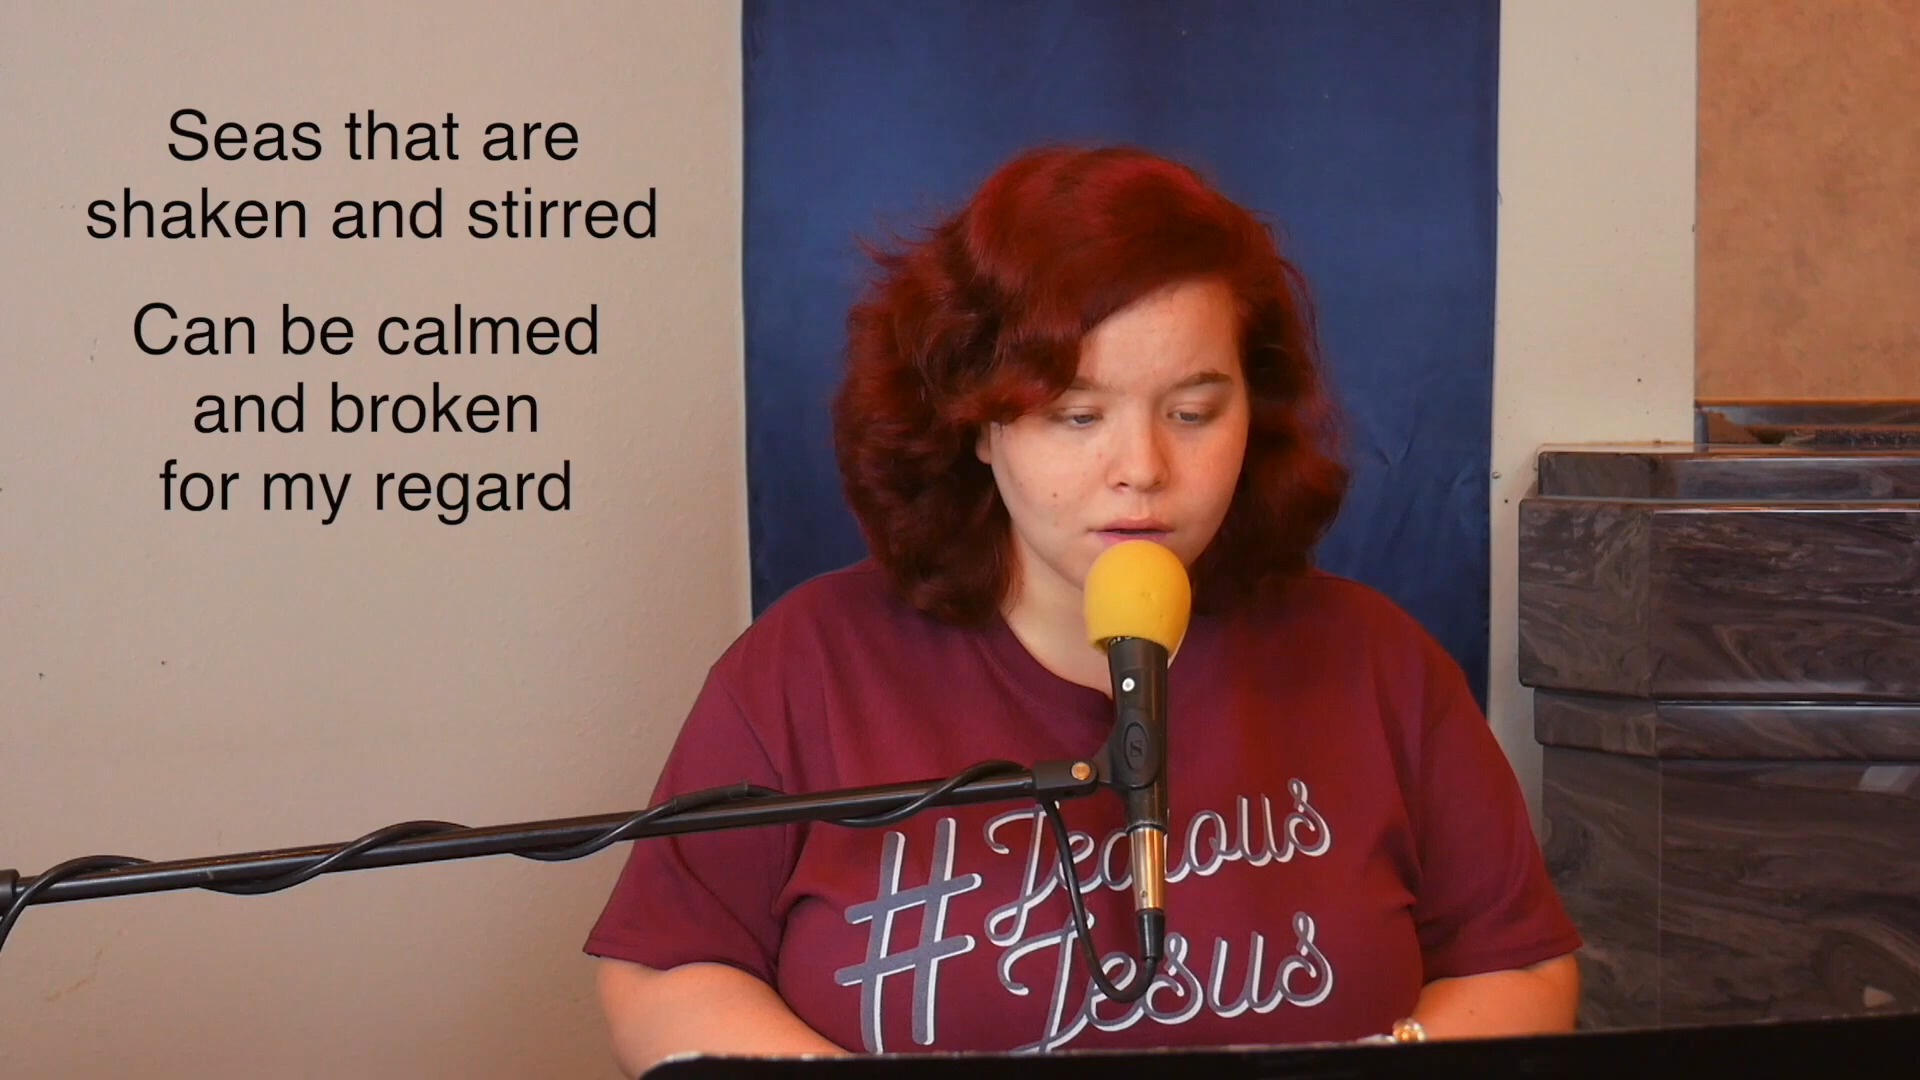 Seas that are
shaken and stirred
Can be calmed
and broken
for my regard
#Jealous
Jesus